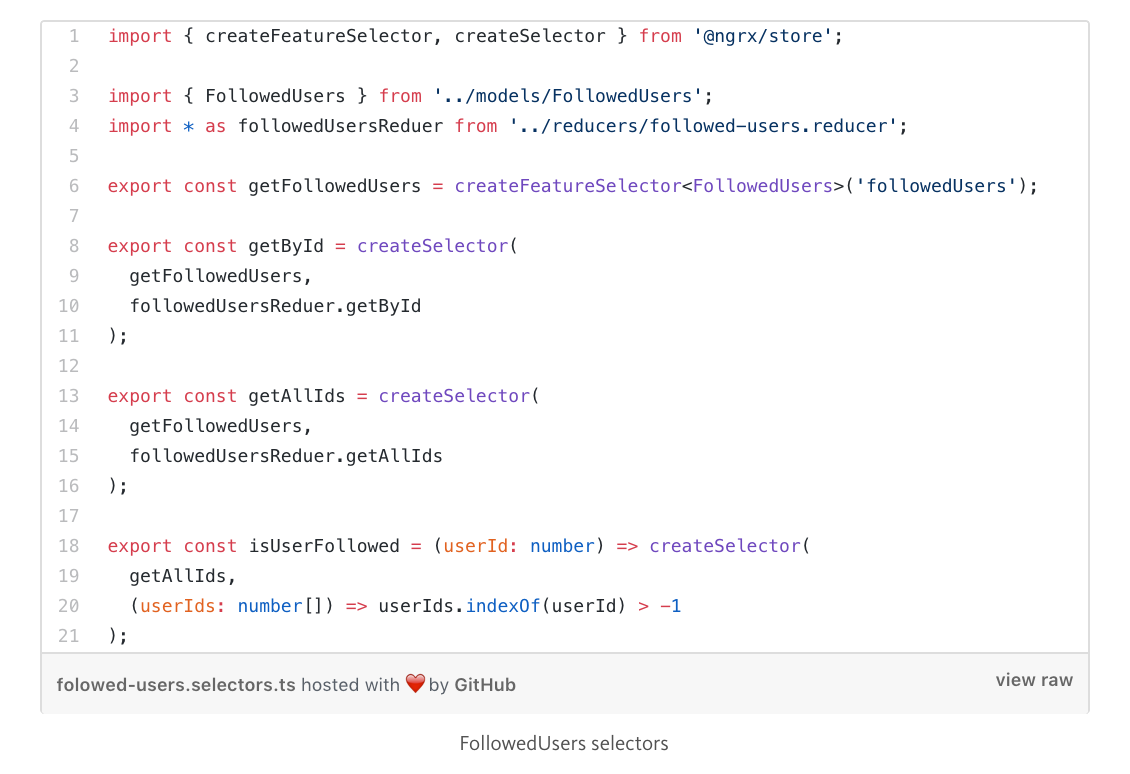 1 import { createFeatureSelector, createSelector } from '@ngrx/store';
2
3 import { FollowedUsers } from '../models/FollowedUsers';
4 import * as followedUsersReduer from '../reducers/followed-users.reducer';
5
6 export const getFollowedUsers = createFeatureSelector<FollowedUsers>('followedUsers');
7
8 export const getById = createSelector(
9   getFollowedUsers,
10   followedUsersReduer.getById
11 );
12
13 export const getAllIds = createSelector(
14   getFollowedUsers,
15   followedUsersReduer.getAllIds
16 );
17
18 export const isUserFollowed = (userId: number) => createSelector(
19   getAllIds,
20   (userIds: number[]) => userIds.indexOf(userId) > -1
21 );
folowed-users.selectors.ts hosted with ❤ by GitHub view raw
FollowedUsers selectors